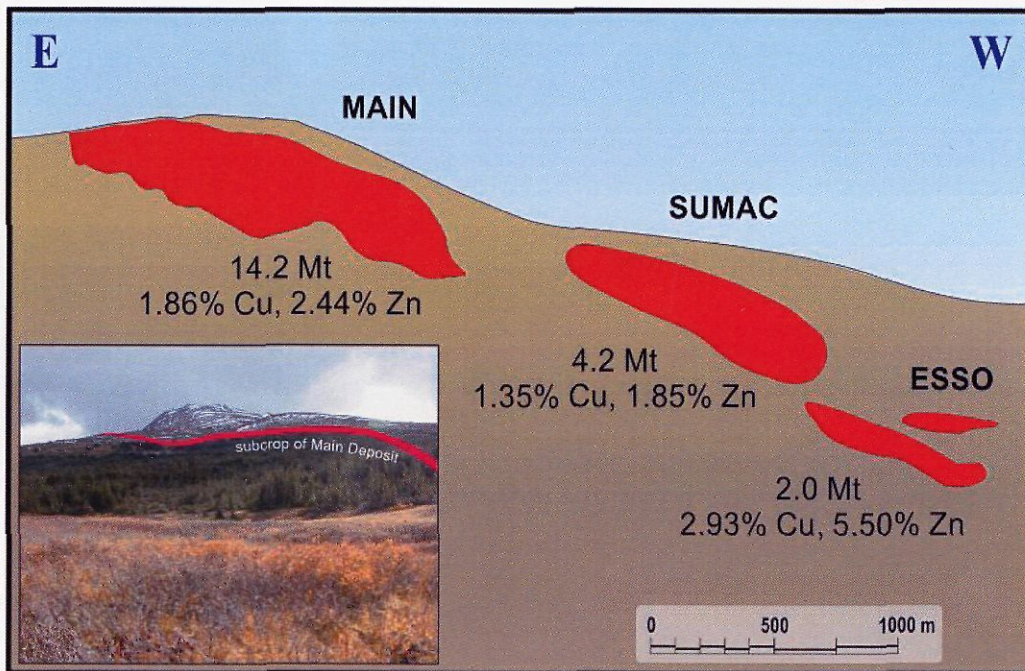 E
W
MAIN
14.2 Mt
1.86% Cu, 2.44% Zn
SUMAC
4.2 Mt
1.35% Cu, 1.85% Zn
ESSO
2.0 Mt
2.93% Cu, 5.50% Zn
subcrop of Main Deposit
0 500 1000 m